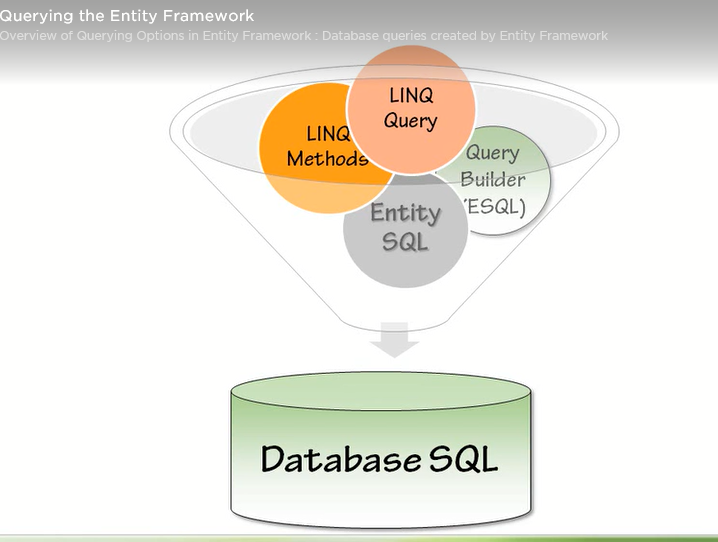 Querying the Entity Framework
Overview of Querying Options in Entity Framework : Database queries created by Entity Framework
LINQ
Query
LINQ
Methods
Query
Builder
(ESQL)
Entity
SQL
Database SQL